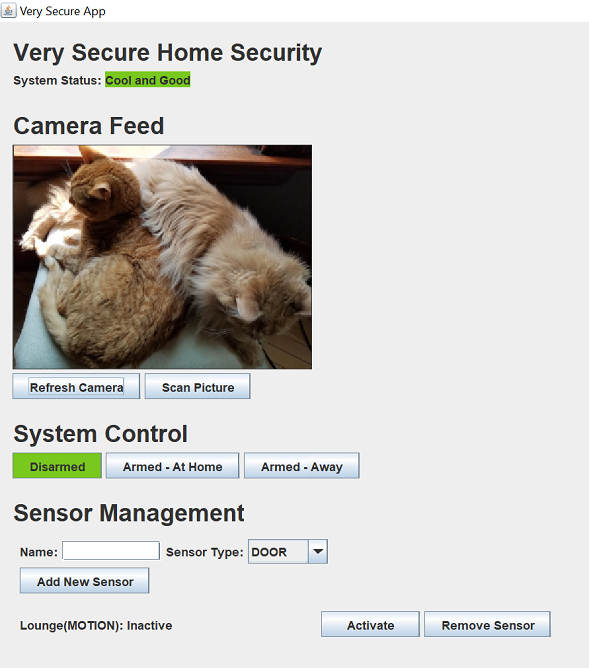 Very Secure App
Very Secure Home Security
System Status: Cool and Good
Camera Feed
Refresh Camera Scan Picture
System Control
Disarmed Armed - At Home Armed - Away
Sensor Management
Name: Sensor Type: DOOR
Add New Sensor
Lounge(MOTION): Inactive Activate Remove Sensor